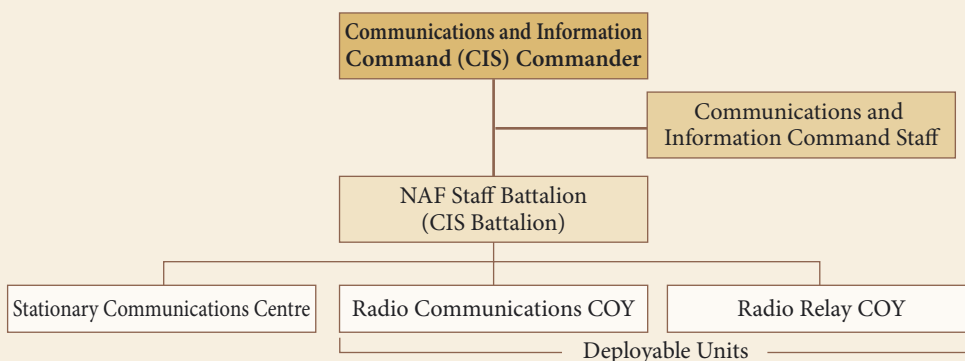 Communications and Information
Command (CIS) Commander
Communications and
Information Command Staff
NAF Staff Battalion
(CIS Battalion)
Stationary Communications Centre
Radio Communications COY
Radio Relay COY
Deployable Units